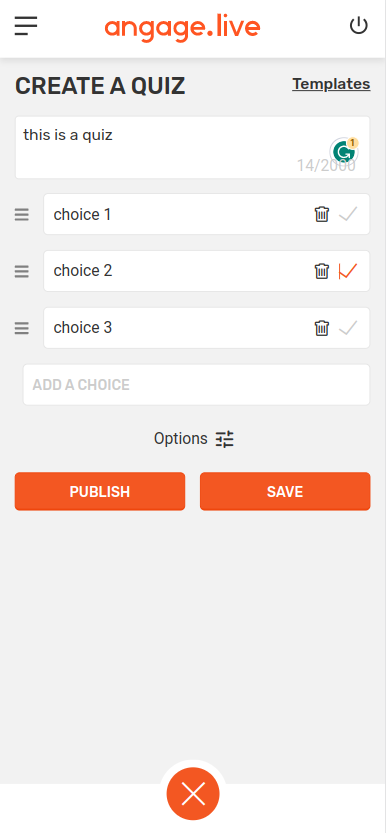 angage.live
CREATE A QUIZ
Templates
this is a quiz
1
14/2000
choice 1
choice 2
choice 3
ADD A CHOICE
Options
PUBLISH
SAVE